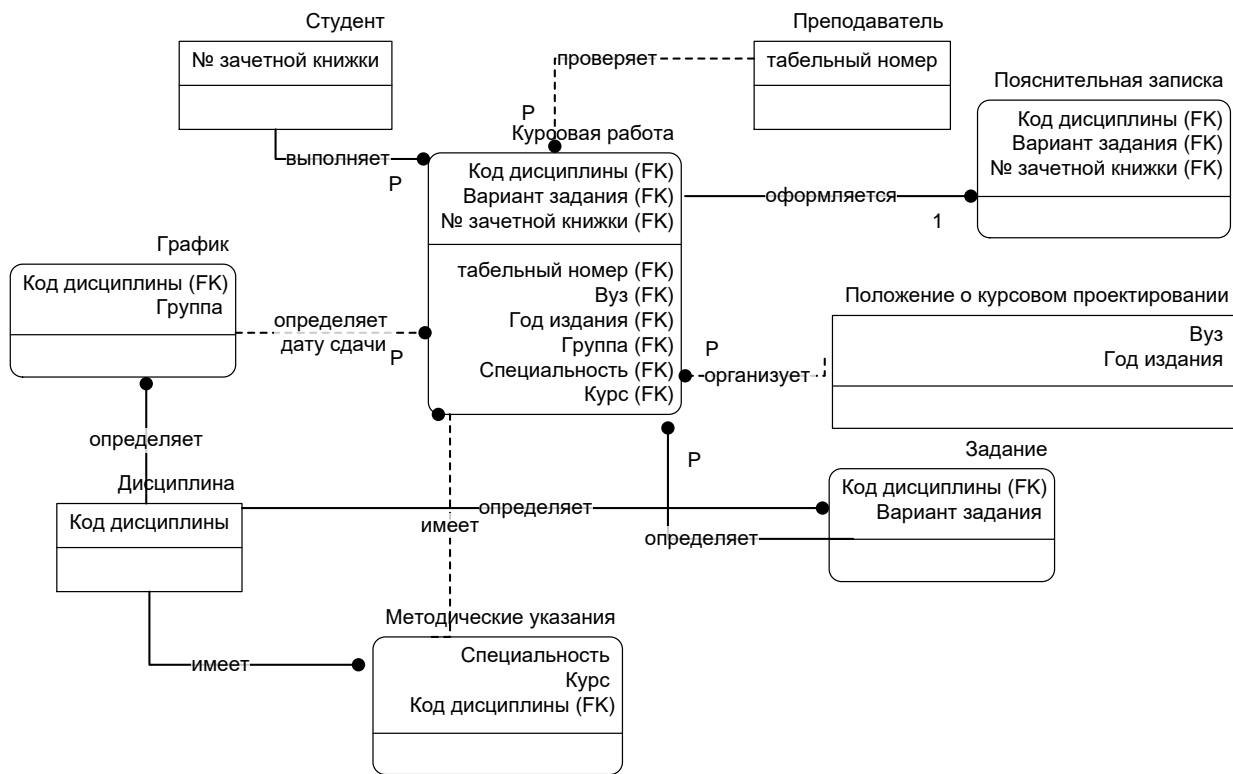 Студент
№ зачетной книжки
Преподаватель
табельный номер
проверяет
Р
Пояснительная записка
Код дисциплины (FK)
Вариант задания (FK)
№ зачетной книжки (FK)
выполняет
Р
Курсовая работа
Код дисциплины (FK)
Вариант задания (FK)
№ зачетной книжки (FK)
табельный номер (FK)
Вуз (FK)
Год издания (FK)
Группа (FK)
Специальность (FK)
Курс (FK)
оформляется
1
График
Код дисциплины (FK)
Группа
определяет
дату сдачи
Р
Положение о курсовом проектировании
Вуз
Год издания
Р
организует
определяет
Дисциплина
Код дисциплины
определяет
имеет
Р
Задание
Код дисциплины (FK)
Вариант задания
определяет
Методические указания
Специальность
Курс
Код дисциплины (FK)
имеет